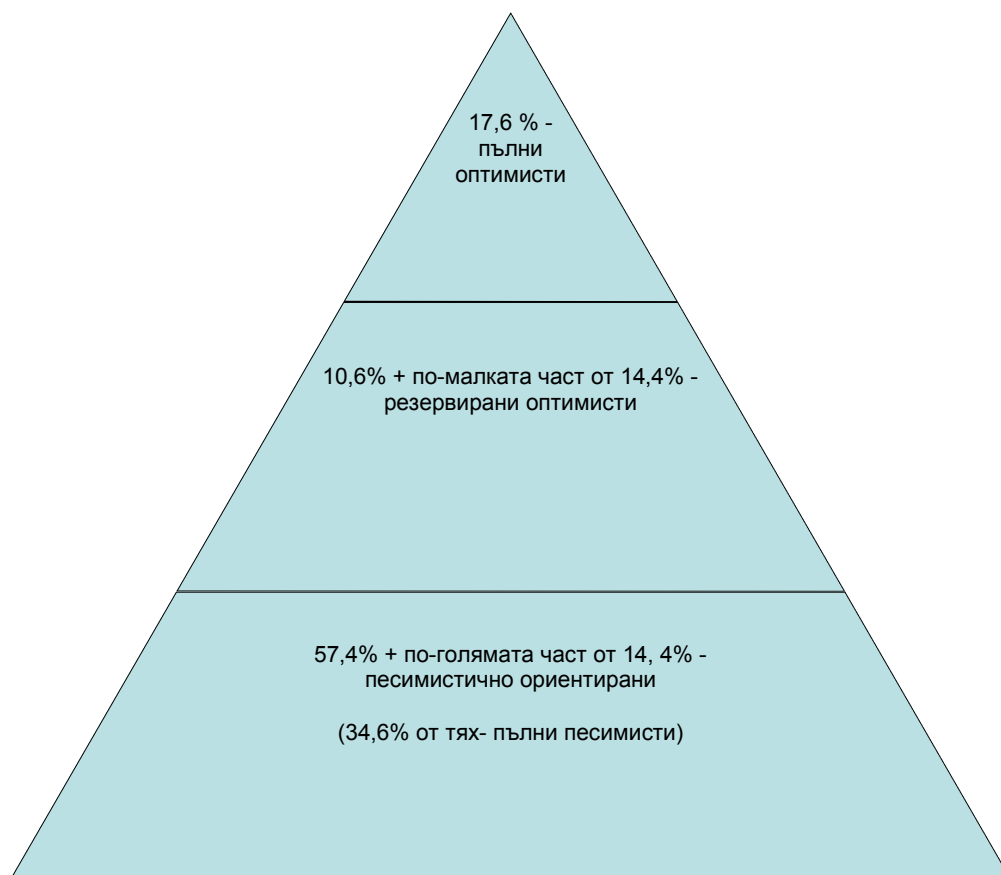 17,6 % -
пълни
оптимисти
10,6% + по-малката част от 14,4% -
резервирани оптимисти
57,4% + по-голямата част от 14, 4% -
песимистично ориентирани
(34,6% от тях- пълни песимисти)